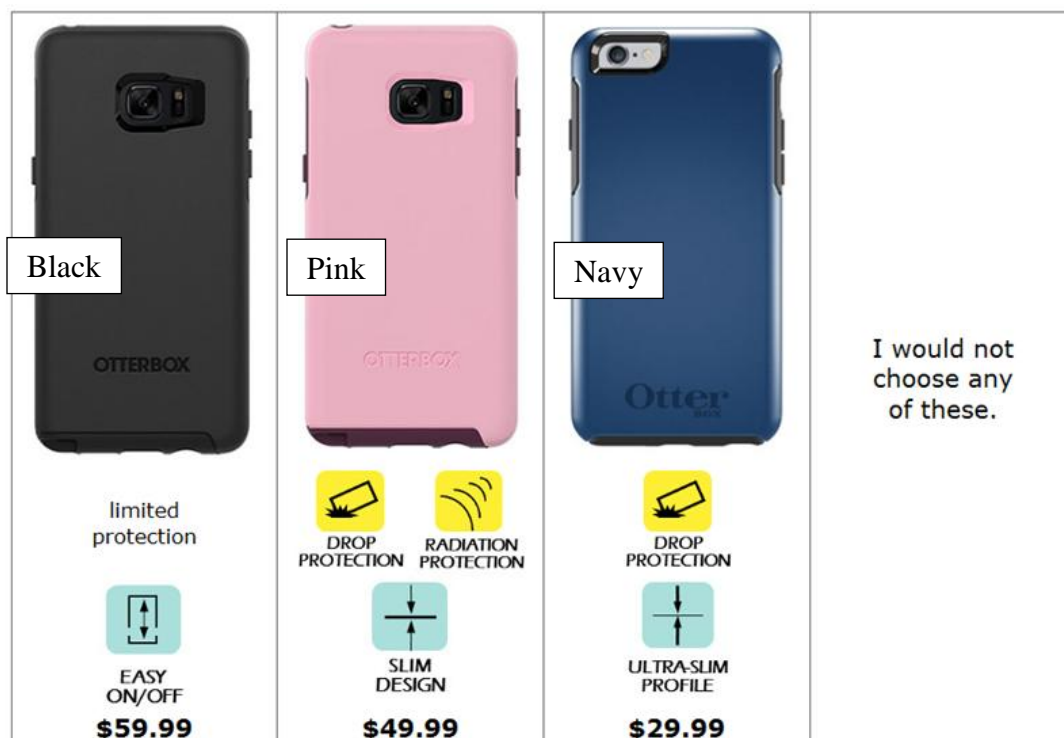 Black
OTTERBOX
limited
protection
EASY
ON/OFF
$59.99
Pink
OTTERBOX
DROP
PROTECTION
RADIATION
PROTECTION
SLIM
DESIGN
$49.99
Navy
Otter
BOX
DROP
PROTECTION
ULTRA-SLIM
PROFILE
$29.99
I would not
choose any
of these.